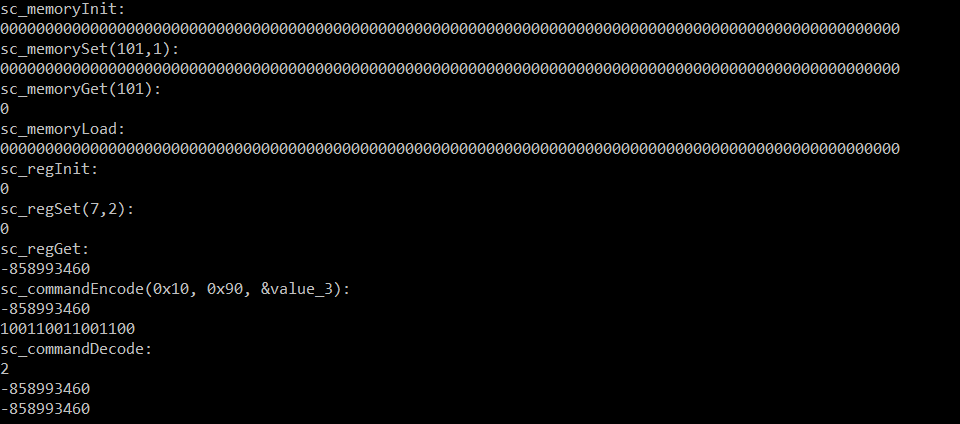 sc_memoryInit:
0000000000000000000000000000000000000000000000000000000000000000000000000000000000000000000000000000
sc_memorySet(101,1):
0000000000000000000000000000000000000000000000000000000000000000000000000000000000000000000000000000
sc_memoryGet(101):
0
sc_memoryLoad:
0000000000000000000000000000000000000000000000000000000000000000000000000000000000000000000000000000
sc_regInit:
0
sc_regSet(7,2):
0
sc_regGet:
-858993460
sc_commandEncode(0x10, 0x90, &value_3):
-858993460
100110011001100
sc_commandDecode:
2
-858993460
-858993460